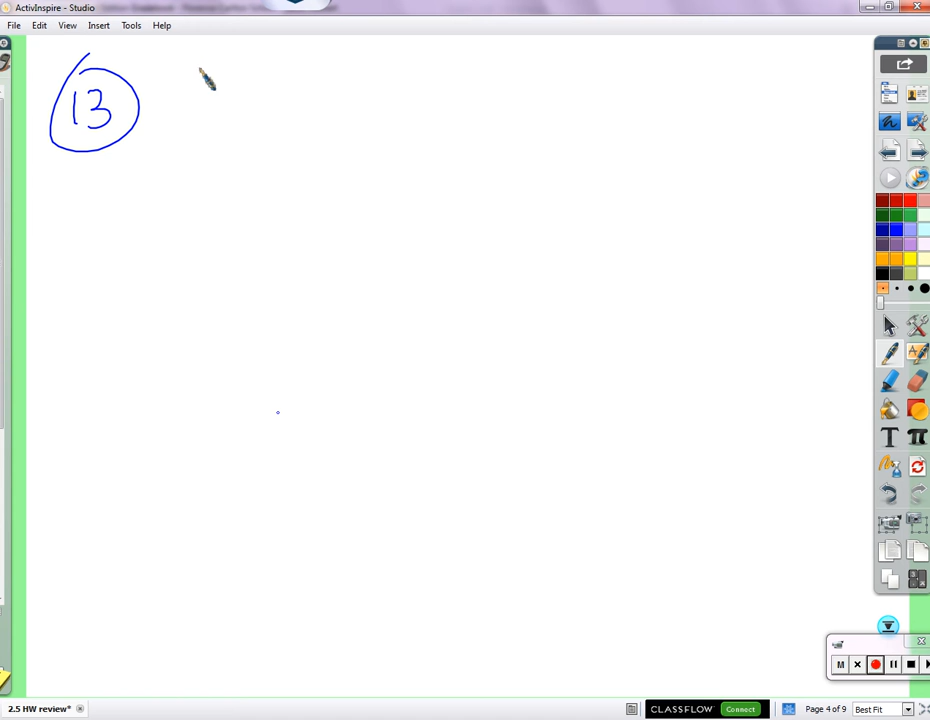 ActivInspire - Studio
File Edit View Insert Tools Help
13
T π
M
2.5 HW review*
CLASSFLOW Connect
Page 4 of 9
Best Fit